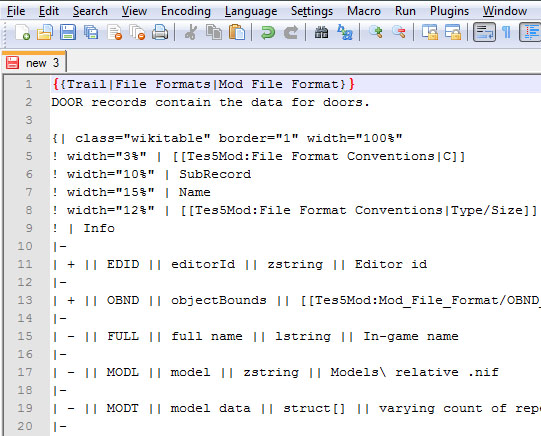 File Edit Search View Encoding Language Settings Macro Run Plugins Window
new 3
1 {{Trail|File Formats|Mod File Format}}
2 DOOR records contain the data for doors.
3
4 {| class="wikitable" border="1" width="100%"
5 ! width="3%" | [[Tes5Mod:File Format Conventions|C]]
6 ! width="10%" | SubRecord
7 ! width="15%" | Name
8 ! width="12%" | [[Tes5Mod:File Format Conventions|Type/Size]]
9 ! | Info
10 |-
11 | + || EDID || editorId || zstring || Editor id
12 |-
13 | + || OBND || objectBounds || [[Tes5Mod:Mod_File_Format/OBND_
14 |-
15 | - || FULL || full name || lstring || In-game name
16 |-
17 | - || MODL || model || zstring || Models\ relative .nif
18 |-
19 | - || MODT || model data || struct[] || varying count of repe
20 |-